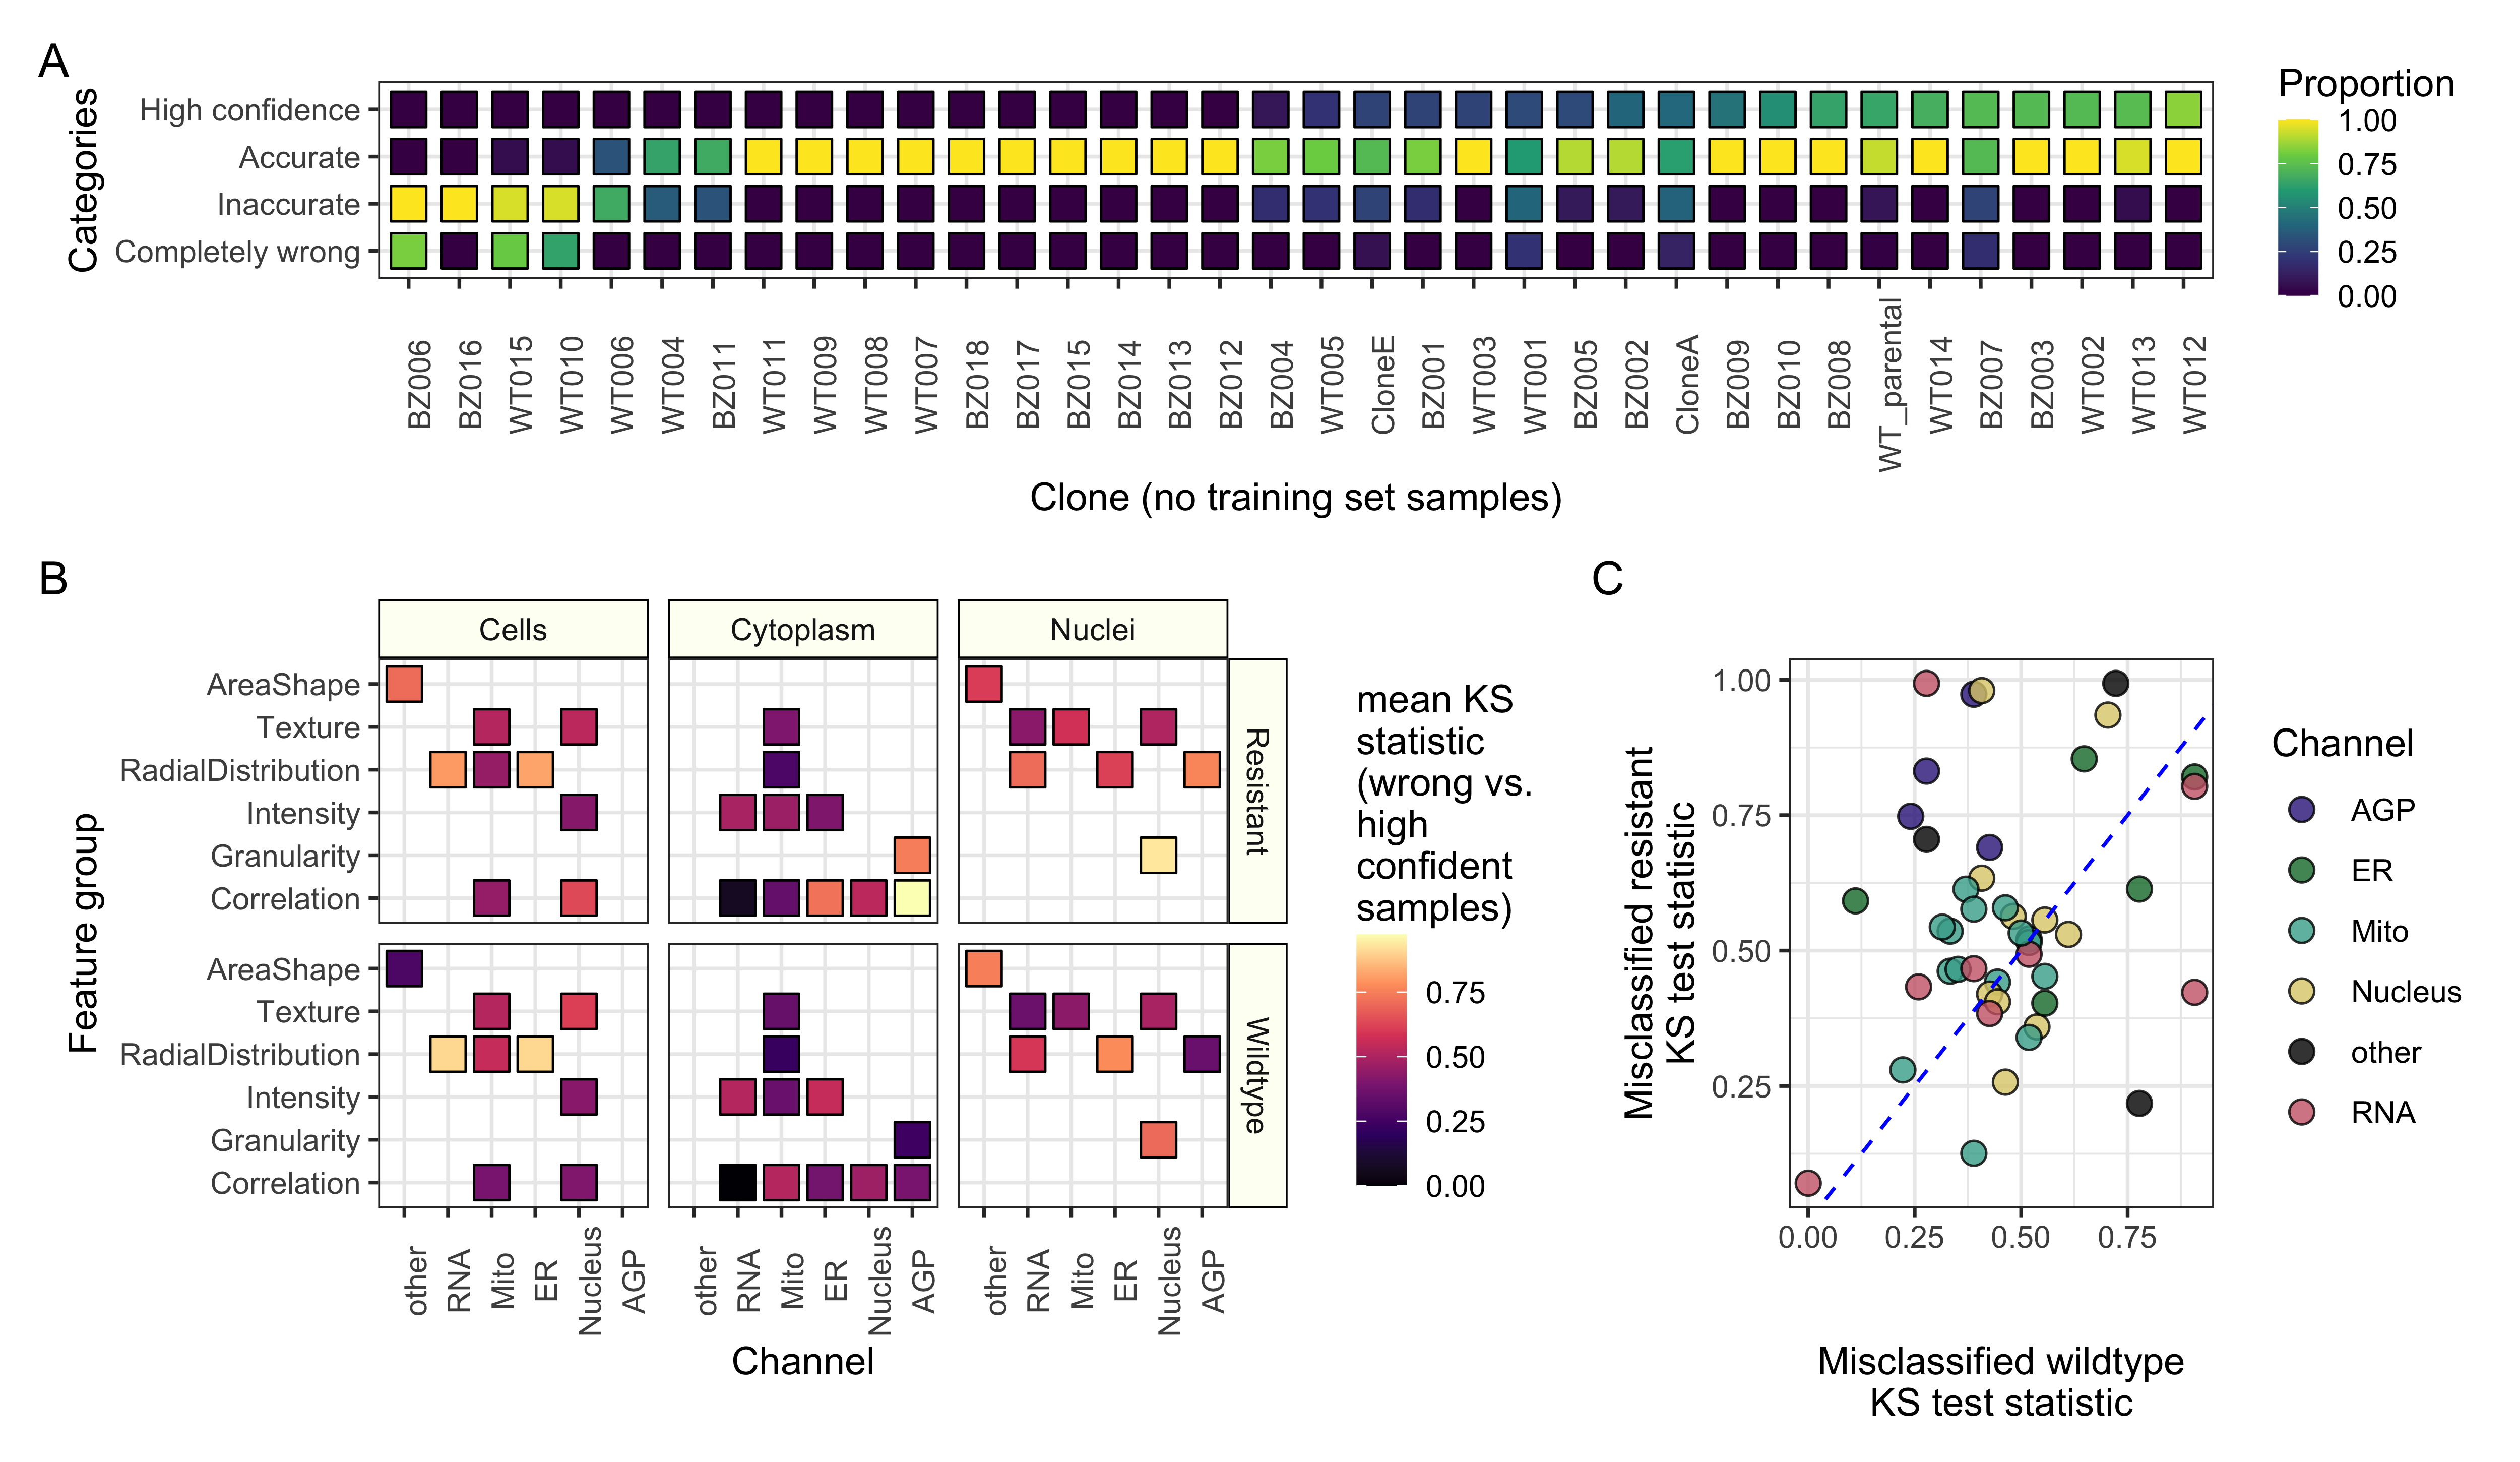 A
Categories
High confidence
Accurate
Inaccurate
Completely wrong
BZ006
BZ016
WT015
WT010
WT006
WT004
BZ011
WT011
WT009
WT008
WT007
BZ018
BZ017
BZ015
BZ014
BZ013
BZ012
BZ004
WT005
CloneE
BZ001
WT003
WT001
BZ005
BZ002
CloneA
BZ009
BZ010
BZ008
WT_parental
WT014
BZ007
BZ003
WT002
WT013
WT012
Clone (no training set samples)
Proportion
1.00
0.75
0.50
0.25
0.00
B
Feature group
Cells
Cytoplasm
Nuclei
AreaShape
Texture
RadialDistribution
Intensity
Granularity
Correlation
Resistant
AreaShape
Texture
RadialDistribution
Intensity
Granularity
Correlation
Wildtype
other
RNA
Mito
ER
Nucleus
AGP
other
RNA
Mito
ER
Nucleus
AGP
other
RNA
Mito
ER
Nucleus
AGP
Channel
mean KS
statistic
(wrong vs.
high
confident
samples)
0.75
0.50
0.25
0.00
C
Misclassified resistant
KS test statistic
1.00
0.75
0.50
0.25
0.00
0.25
0.50
0.75
Misclassified wildtype
KS test statistic
Channel
AGP
ER
Mito
Nucleus
other
RNA